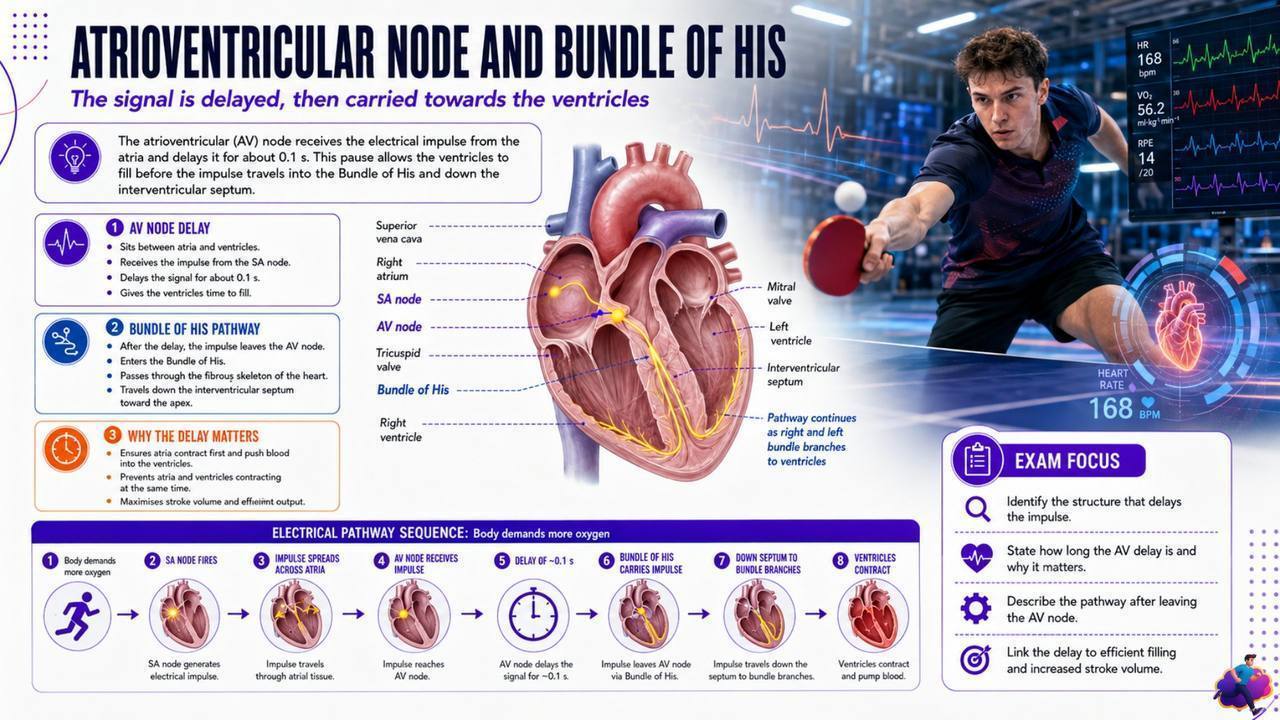 ATRIOVENTRICULAR NODE AND BUNDLE OF HIS
The signal is delayed, then carried towards the ventricles
The atrioventricular (AV) node receives the electrical impulse from the
atria and delays it for about 0.1 s. This pause allows the ventricles to
fill before the impulse travels into the Bundle of His and down the
interventricular septum.
1 AV NODE DELAY
• Sits between atria and ventricles.
• Receives the impulse from the SA node.
• Delays the signal for about 0.1 s.
• Gives the ventricles time to fill.
2 BUNDLE OF HIS PATHWAY
• After the delay, the impulse leaves the AV node.
• Enters the Bundle of His.
• Passes through the fibrous skeleton of the heart.
• Travels down the interventricular septum
toward the apex.
3 WHY THE DELAY MATTERS
• Ensures atria contract first and push blood
into the ventricles.
• Prevents atria and ventricles contracting
at the same time.
• Maximises stroke volume and efficient output.
Superior
vena cava
Right
atrium
SA node
AV node
Tricuspid
valve
Bundle of His
Right
ventricle
Mitral
valve
Left
ventricle
Interventricular
septum
Pathway continues
as right and left
bundle branches
to ventricles
HR
168
bpm
VO₂
56.2
ml·kg⁻¹min⁻¹
RPE
14
/20
HEART
RATE
168 BPM
EXAM FOCUS
Identify the structure that delays
the impulse.
State how long the AV delay is and
why it matters.
Describe the pathway after leaving
the AV node.
Link the delay to efficient filling
and increased stroke volume.
ELECTRICAL PATHWAY SEQUENCE: Body demands more oxygen
1 Body demands
more oxygen
2 SA NODE FIRES
SA node generates
electrical impulse.
3 IMPULSE SPREADS
ACROSS ATRIA
Impulse travels
through atrial tissue.
4 AV NODE RECEIVES
IMPULSE
Impulse reaches
AV node.
5 DELAY OF ~0.1 s
AV node delays the
signal for ~0.1 s.
6 BUNDLE OF HIS
CARRIES IMPULSE
Impulse leaves AV node
via Bundle of His.
7 DOWN SEPTUM TO
BUNDLE BRANCHES
Impulse travels down the
septum to bundle branches.
8 VENTRICLES
CONTRACT
Ventricles contract
and pump blood.